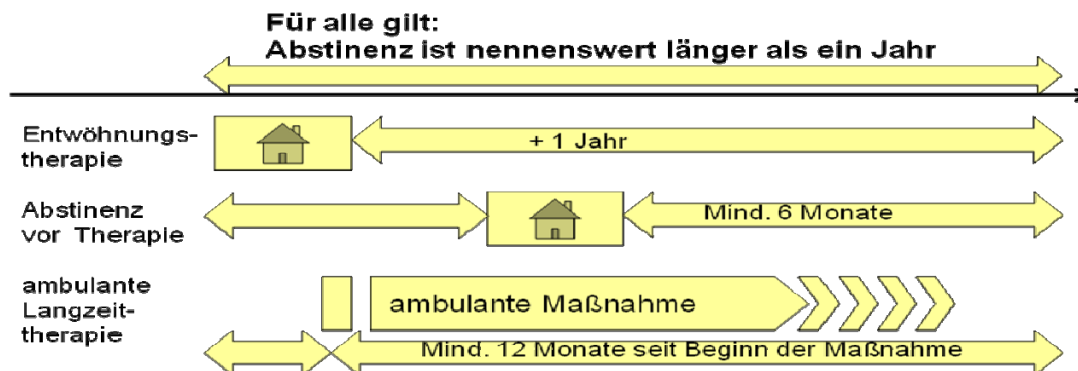 Für alle gilt:
Abstinenz ist nennenswert länger als ein Jahr
Entwöhnungs-
therapie
+ 1 Jahr
Abstinenz
vor Therapie
Mind. 6 Monate
ambulante
Langzeit-
therapie
ambulante Maßnahme
Mind. 12 Monate seit Beginn der Maßnahme